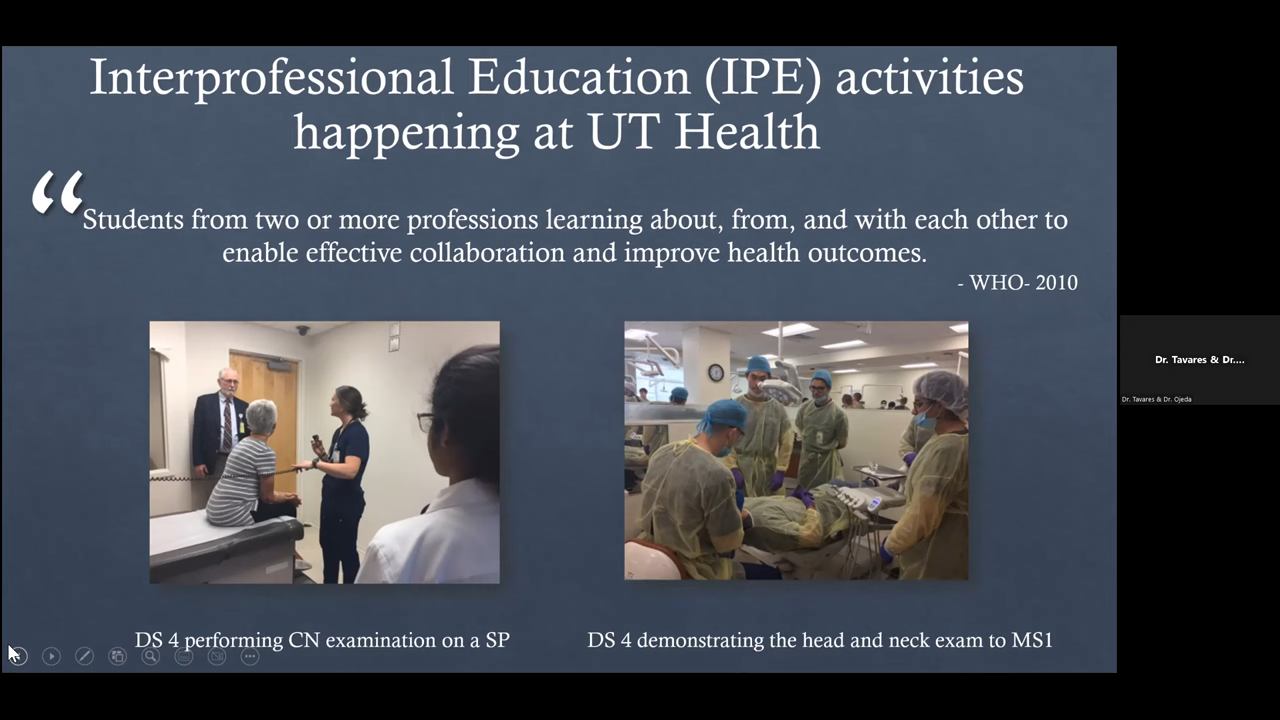 Interprofessional Education (IPE) activities
happening at UT Health
“
Students from two or more professions learning about, from, and with each other to
enable effective collaboration and improve health outcomes.
- WHO- 2010
Dr. Tavares & Dr....
Dr. Tavares & Dr. Ojeda
DS 4 performing CN examination on a SP
DS 4 demonstrating the head and neck exam to MS1